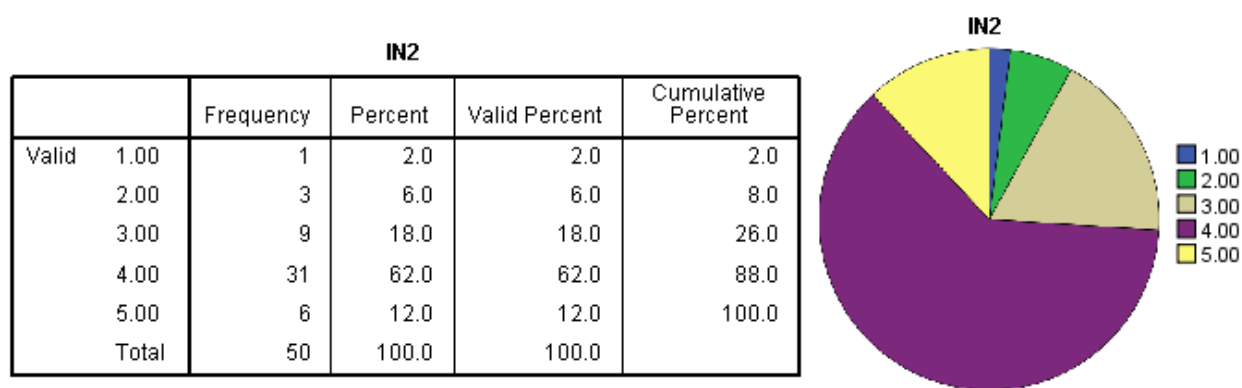 IN2
Frequency Percent Valid Percent Cumulative Percent
Valid 1.00 1 2.0 2.0 2.0
2.00 3 6.0 6.0 8.0
3.00 9 18.0 18.0 26.0
4.00 31 62.0 62.0 88.0
5.00 6 12.0 12.0 100.0
Total 50 100.0 100.0
IN2
1.00
2.00
3.00
4.00
5.00